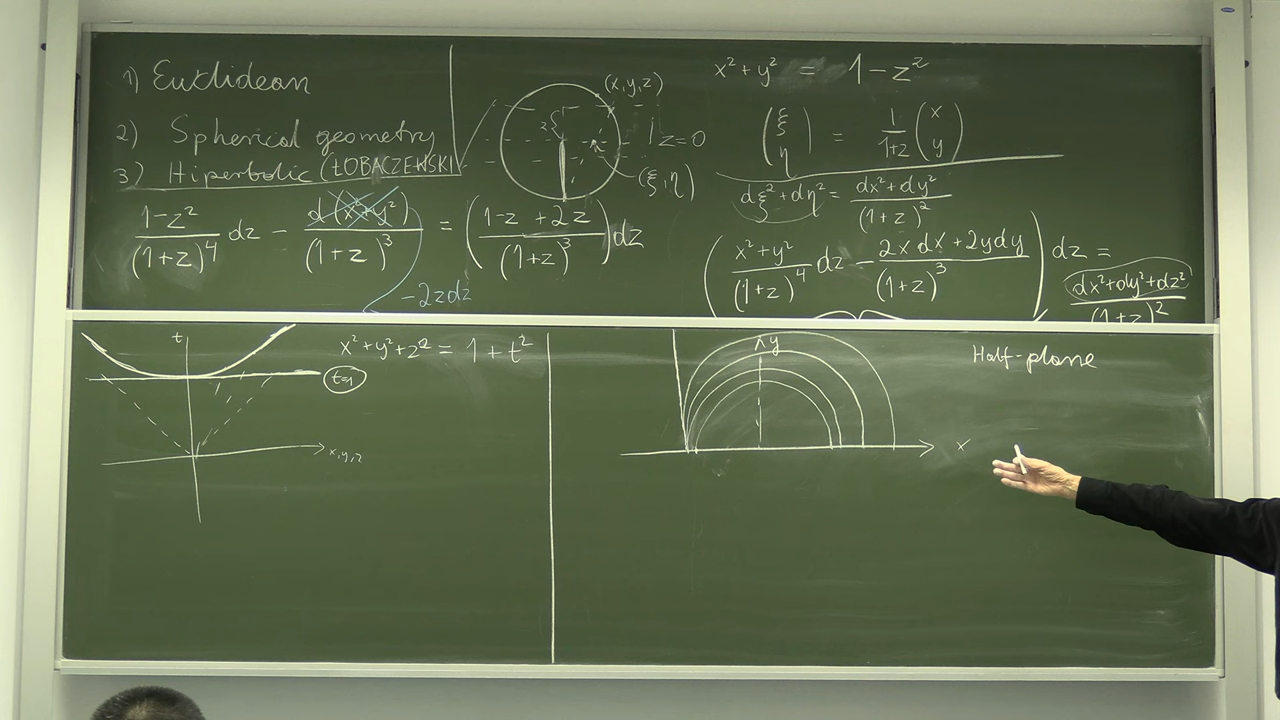 1) Euclidean
2) Spherical geometry
3) Hiperbolic (ŁOBACZEWSKI
(x,y,z)
z=0
(ξ,η)
x² + y² = 1 - z²
(ξ η) = 1/(1+z) (x y)
dξ² + dη² = (dx² + dy²)/(1+z)²
(1-z²)/(1+z)⁴ dz - d(x²+y²)/(1+z)³ = ((1-z+2z)/(1+z)³) dz
-2zdz
((x²+y²)/(1+z)⁴ dz - (2xdx+2ydy)/(1+z)³) dz =
(dx²+dy²+dz²)/(1+z)²
t
x²+y²+z² = 1+t²
t=1
x,y,z
xy
Half-plane
x